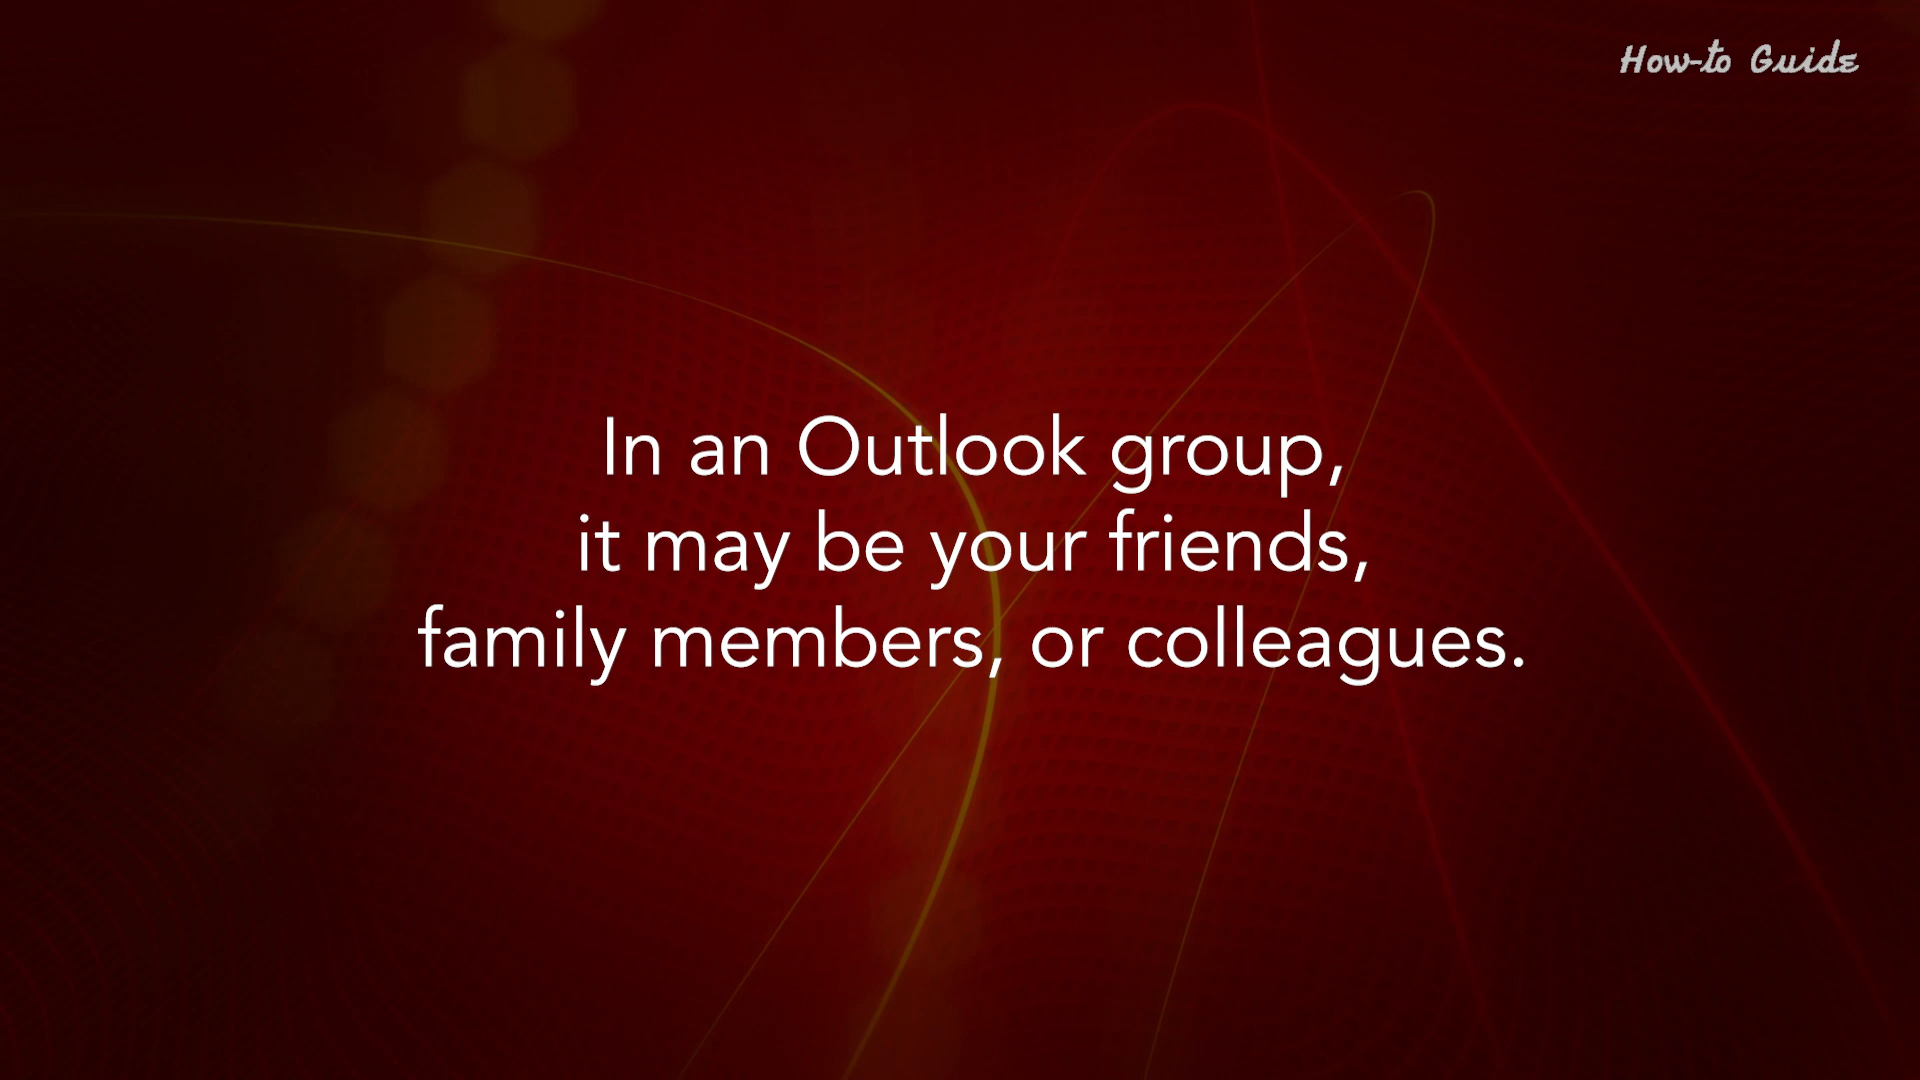 How-to Guide
In an Outlook group,
it may be your friends,
family members, or colleagues.